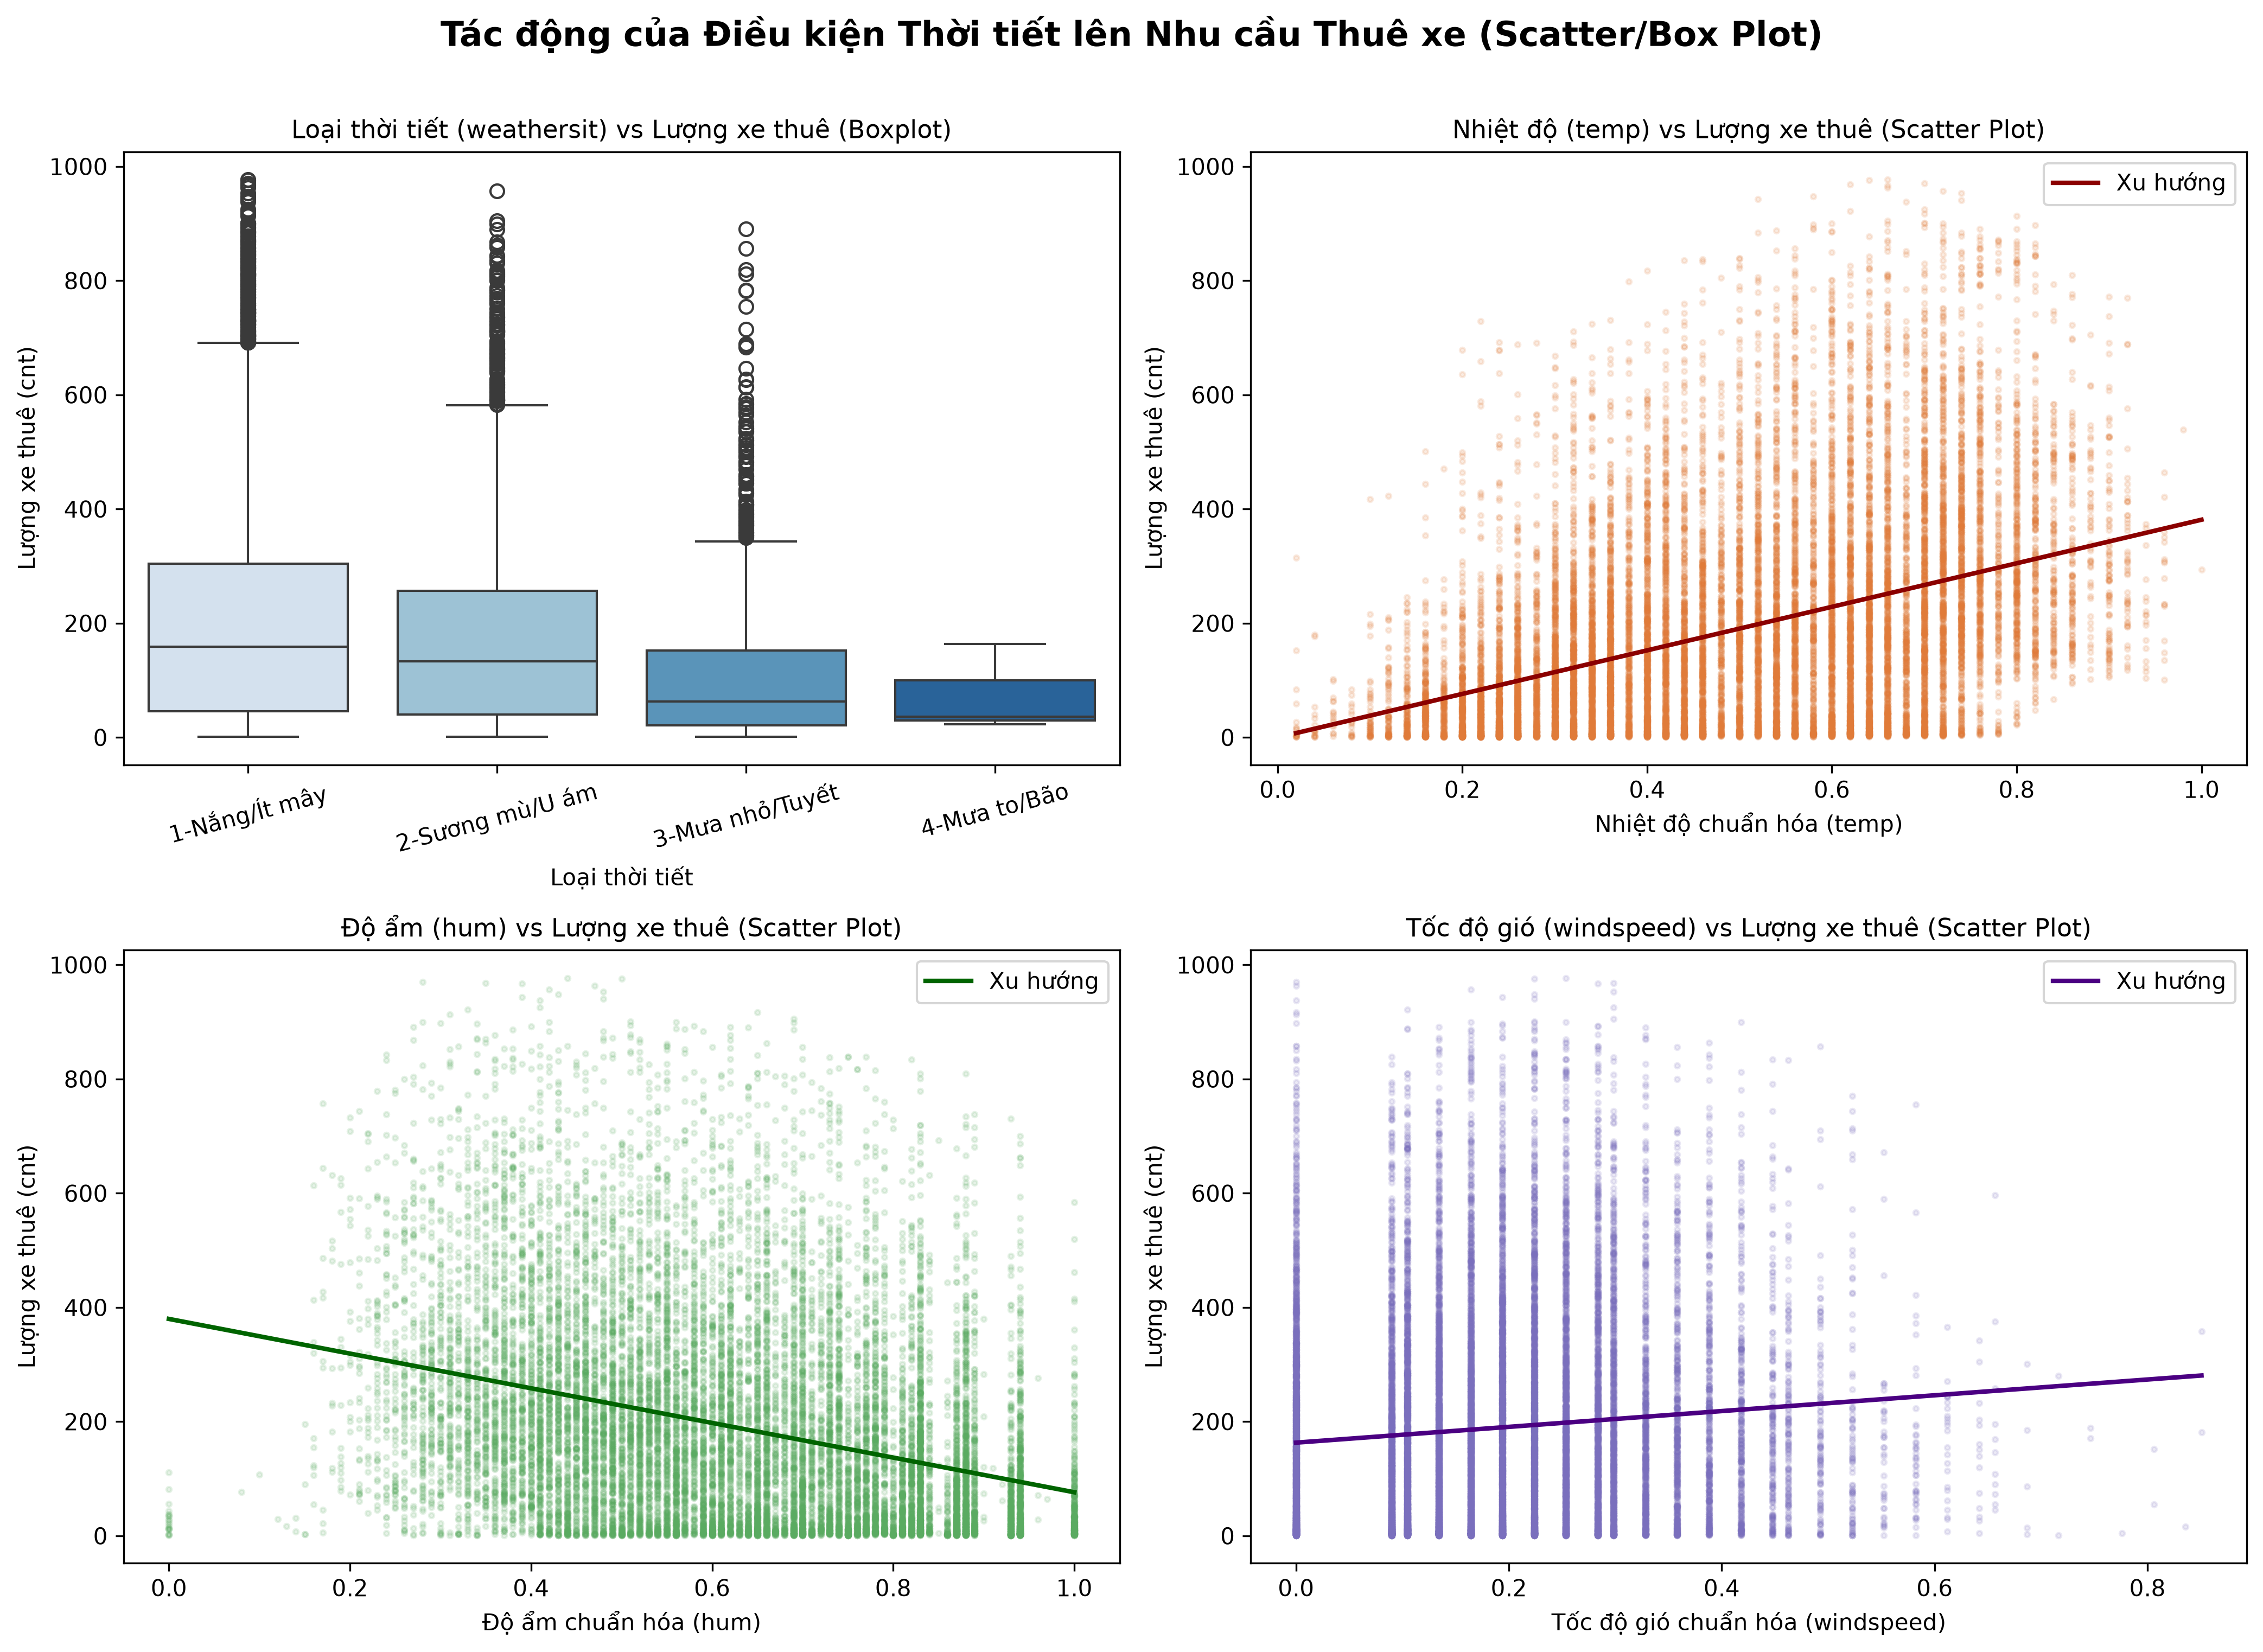 Tác động của Điều kiện Thời tiết lên Nhu cầu Thuê xe (Scatter/Box Plot)
Loại thời tiết (weathersit) vs Lượng xe thuê (Boxplot)
Lượng xe thuê (cnt)
1000
800
600
400
200
0
1-Nắng/Ít mây
2-Sương mù/U ám
3-Mưa nhỏ/Tuyết
4-Mưa to/Bão
Loại thời tiết
Nhiệt độ (temp) vs Lượng xe thuê (Scatter Plot)
Xu hướng
Lượng xe thuê (cnt)
1000
800
600
400
200
0
0.0 0.2 0.4 0.6 0.8 1.0
Nhiệt độ chuẩn hóa (temp)
Độ ẩm (hum) vs Lượng xe thuê (Scatter Plot)
Xu hướng
Lượng xe thuê (cnt)
1000
800
600
400
200
0
0.0 0.2 0.4 0.6 0.8 1.0
Độ ẩm chuẩn hóa (hum)
Tốc độ gió (windspeed) vs Lượng xe thuê (Scatter Plot)
Xu hướng
Lượng xe thuê (cnt)
1000
800
600
400
200
0
0.0 0.2 0.4 0.6 0.8
Tốc độ gió chuẩn hóa (windspeed)